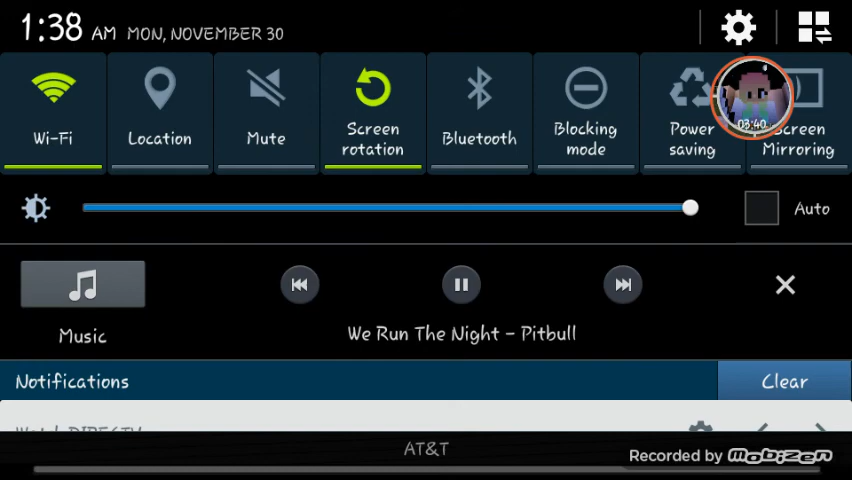 1:38 AM MON, NOVEMBER 30
Wi-Fi
Location
Mute
Screen
rotation
Bluetooth
Blocking
mode
Power
saving
03:40
Screen
Mirroring
Auto
Music
We Run The Night – Pitbull
Notifications
Clear
AT&T
Recorded by Mobizen